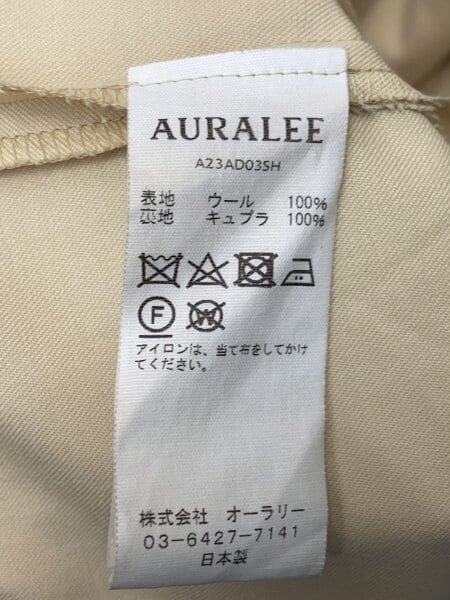 AURALEE
A23AD03SH
表地 ウール 100%
裏地 キュプラ 100%
F W
アイロンは、当て布をしてかけ
てください。
株式会社 オーラリー
03-6427-7141
日本製